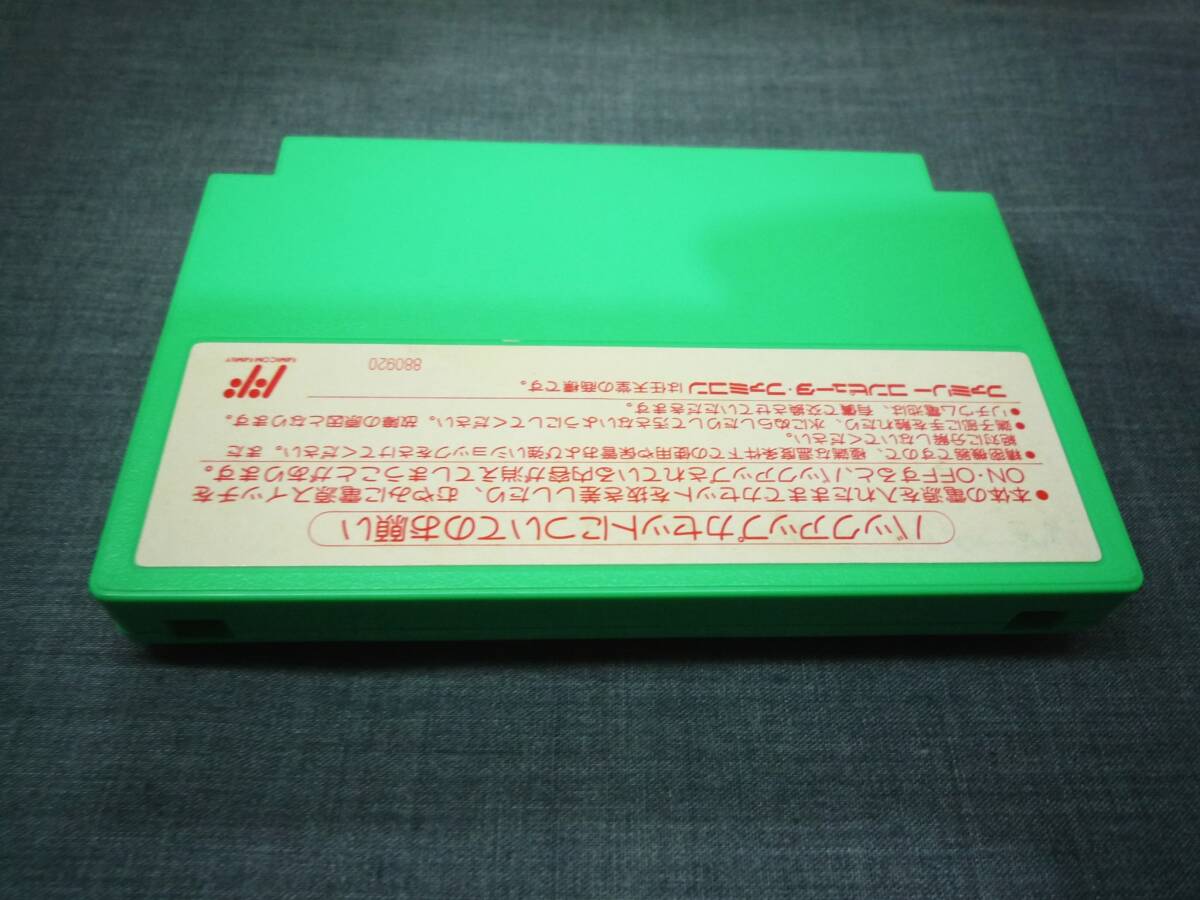 バックアップカセットについてのお願い
●本体の電源を入れたままでカセットを抜き差ししたり、むやみに電源スイッチを
ON・OFFすると、バックアップされている内容が消えてしまうことがあります。
●精密機器ですので、極端な温度条件下での使用や保管および強いショックをさけてください。また、
絶対に分解しないでください。
●端子部に手を触れたり、水にぬらしたりして汚さないようにしてください。故障の原因となります。
●リチウム電池は、有償で交換させていただきます。
ファミリーコンピュータ・ファミコンは任天堂の商標です。
880920
FAMICOM FAMILY